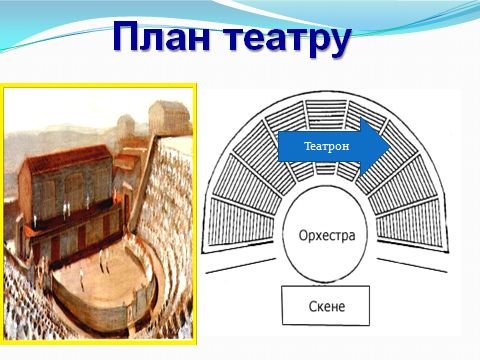 План театру
Театрон
Орхестра
Скене